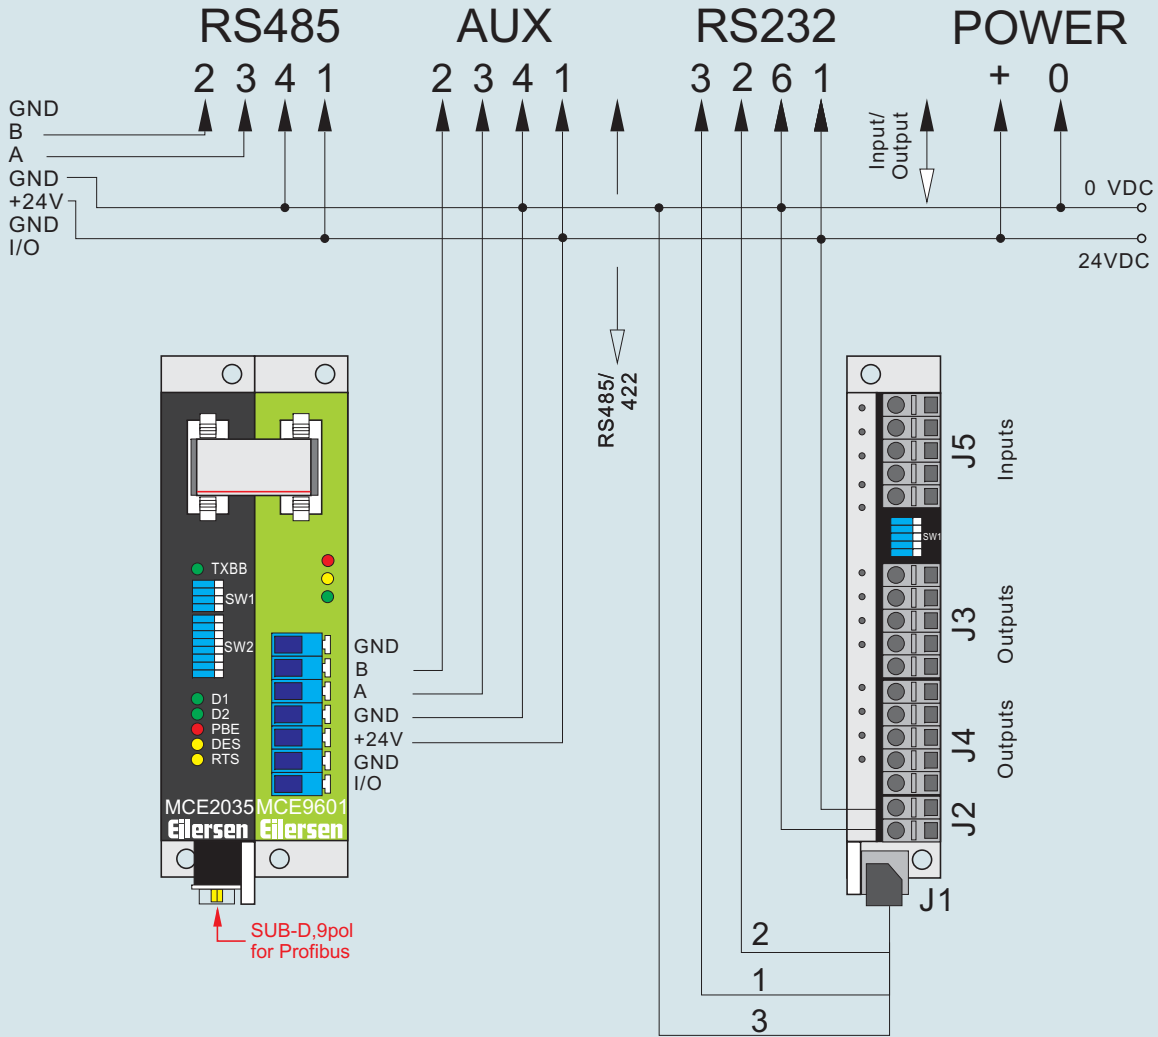 RS485 AUX RS232 POWER
2 3 4 1 2 3 4 1 3 2 6 1 + 0
GND
B
A
GND
+24V
GND
I/O
Input/
Output
0 VDC
24VDC
RS485/
422
TXBB
SW1
SW2
D1
D2
PBE
DES
RTS
MCE2035
Eilersen
MCE9601
Eilersen
GND
B
A
GND
+24V
GND
I/O
SUB-D,9pol
for Profibus
J5
Inputs
SW1
J3
Outputs
J4
Outputs
J2
J1
2
1
3